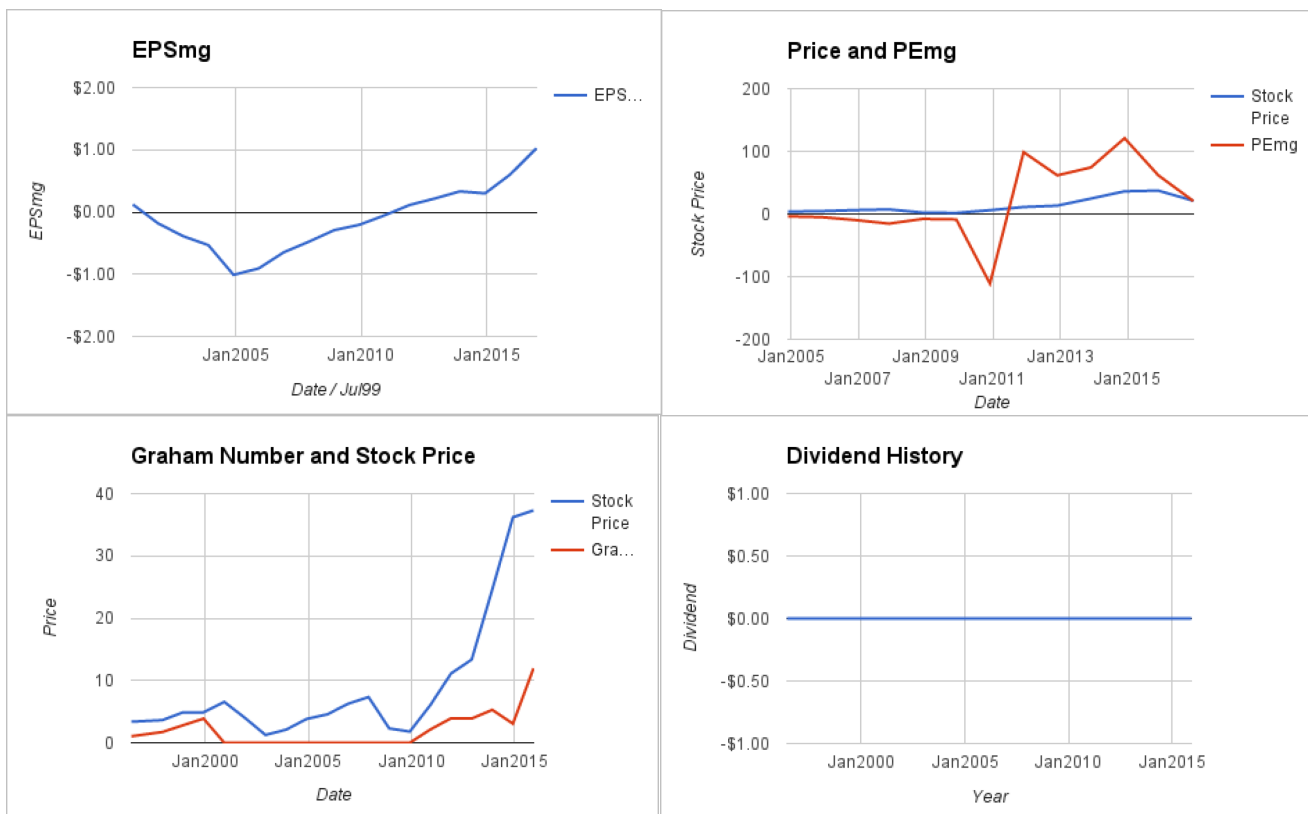 EPSmg
$2.00
$1.00
$0.00
-$1.00
-$2.00
EPSmg
EPS…
Jan2005 Jan2010 Jan2015
Date / Jul99
Price and PEmg
200
100
0
-100
-200
Stock Price
Stock
Price
PEmg
Jan2005 Jan2009 Jan2013
Jan2007 Jan2011 Jan2015
Date
Graham Number and Stock Price
40
30
20
10
0
Price
Stock
Price
Gra…
Jan2000 Jan2005 Jan2010 Jan2015
Date
Dividend History
$1.00
$0.50
$0.00
-$0.50
-$1.00
Dividend
Jan2000 Jan2005 Jan2010 Jan2015
Year